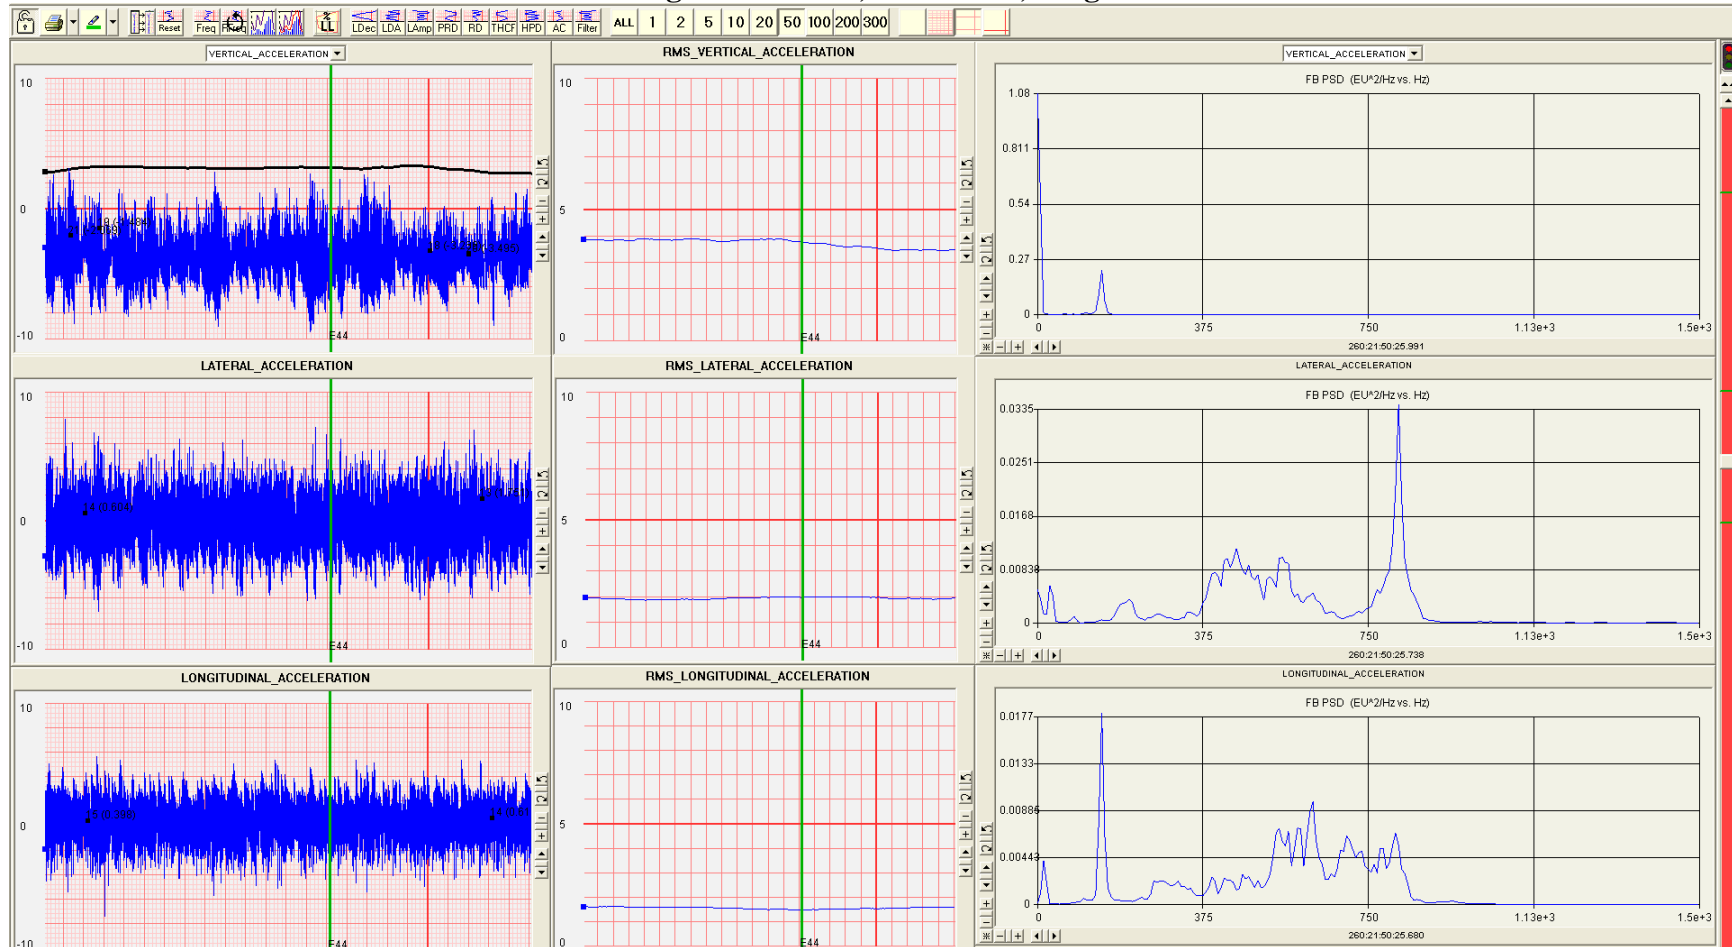 Reset Freq LL LDec LDA LAmp PRD RD THCF HPD AC Filter ALL 1 2 5 10 20 50 100 200 300
VERTICAL_ACCELERATION
10
0
-10
E44
RMS_VERTICAL_ACCELERATION
10
5
0
E44
VERTICAL_ACCELERATION
FB PSD (EU^2/Hz vs. Hz)
1.08
0.811
0.54
0.27
0
0 375 750 1.13e+3 1.5e+3
260:21:50:25.991
LATERAL_ACCELERATION
10
0
-10
14 (0.604)
E44
RMS_LATERAL_ACCELERATION
10
5
0
E44
LATERAL_ACCELERATION
FB PSD (EU^2/Hz vs. Hz)
0.0335
0.0251
0.0168
0.00838
0
0 375 750 1.13e+3 1.5e+3
260:21:50:25.738
LONGITUDINAL_ACCELERATION
10
0
-10
15 (0.399)
E44
RMS_LONGITUDINAL_ACCELERATION
10
5
0
E44
LONGITUDINAL_ACCELERATION
FB PSD (EU^2/Hz vs. Hz)
0.0177
0.0133
0.00886
0.00443
0
0 375 750 1.13e+3 1.5e+3
260:21:50:25.680